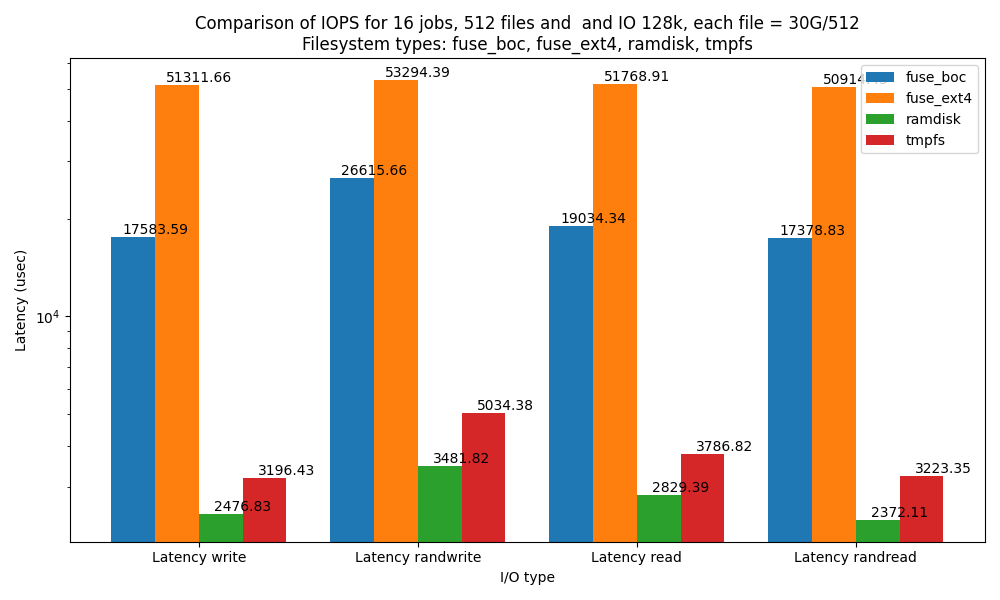 Comparison of IOPS for 16 jobs, 512 files and  and IO 128k, each file = 30G/512
Filesystem types: fuse_boc, fuse_ext4, ramdisk, tmpfs
fuse_boc
fuse_ext4
ramdisk
tmpfs
Latency (usec)
10^4
51311.66
53294.39
51768.91
17583.59
26615.66
19034.34
17378.83
2476.83
3196.43
3481.82
5034.38
2829.39
3786.82
2372.11
3223.35
Latency write
Latency randwrite
Latency read
Latency randread
I/O type